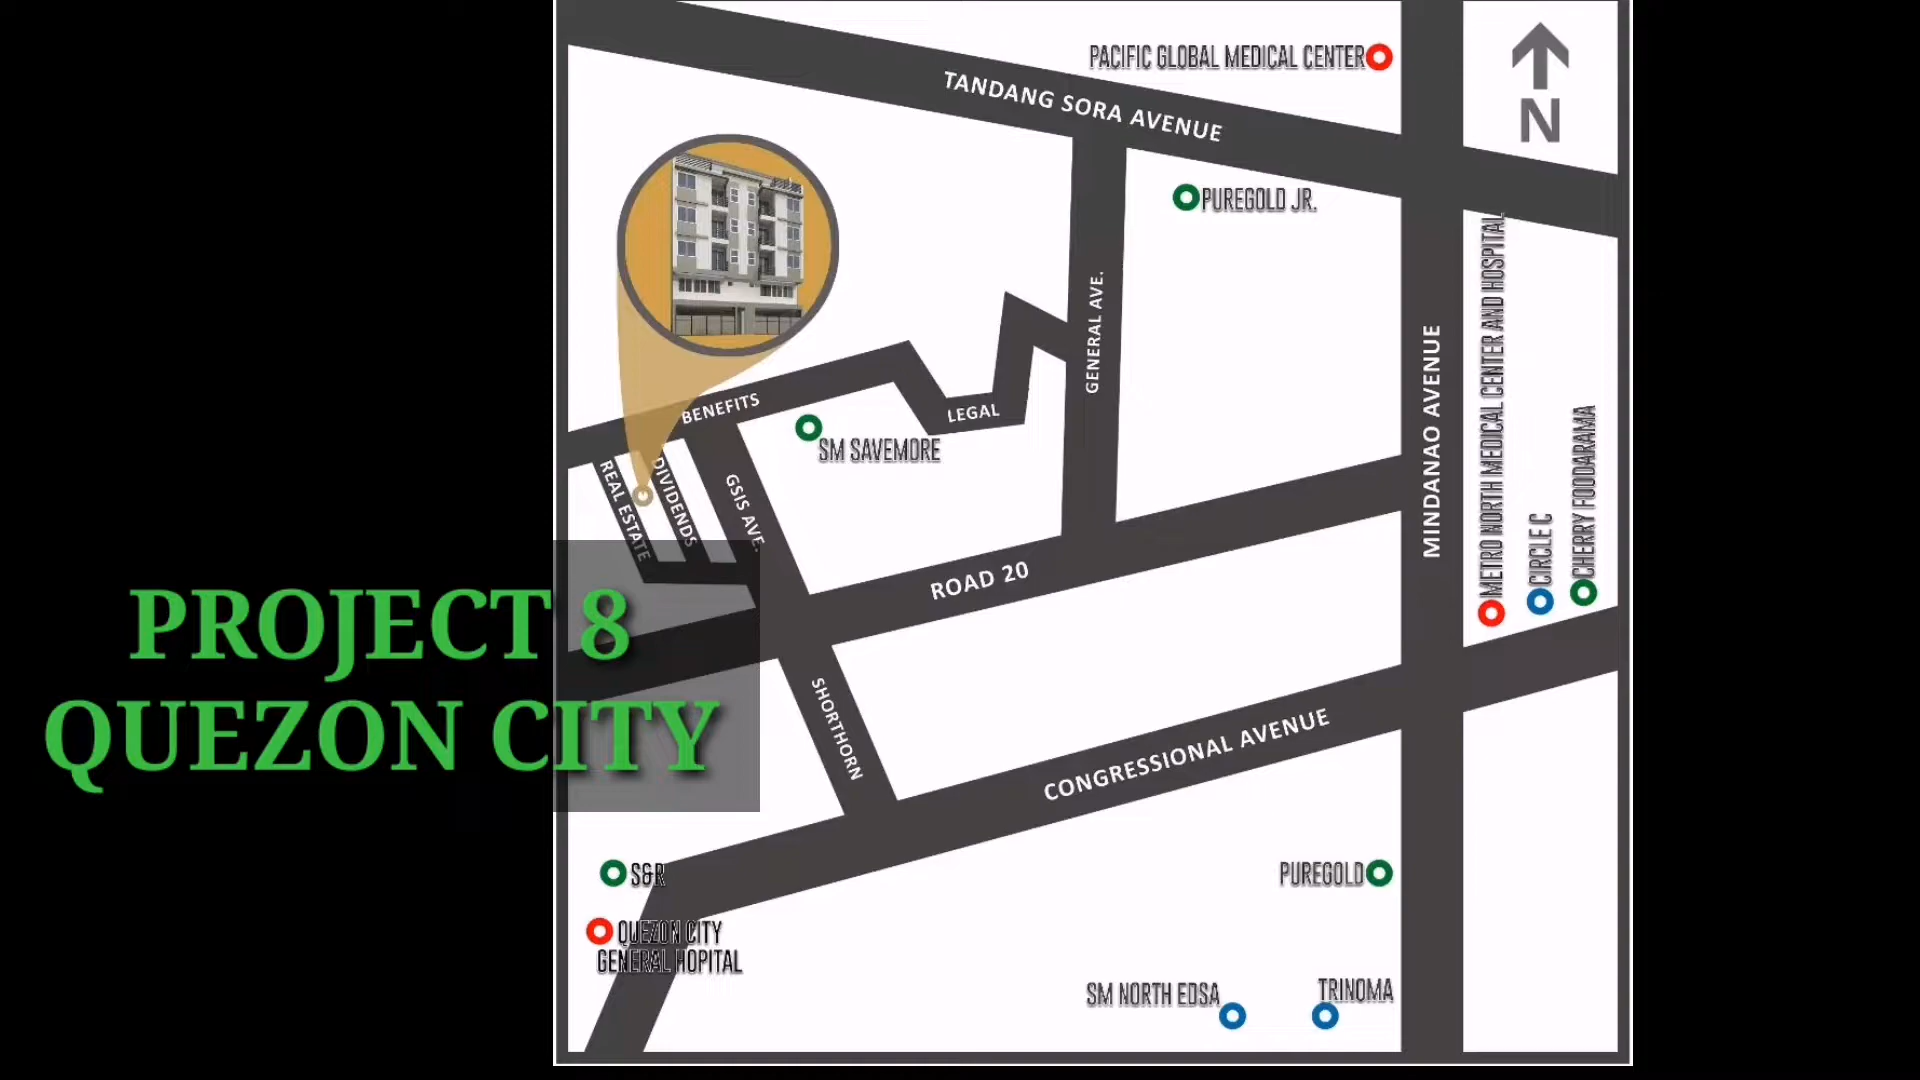 PACIFIC GLOBAL MEDICAL CENTER
TANDANG SORA AVENUE
N
PUREGOLD JR.
GENERAL AVE.
MINDANAO AVENUE
METRO NORTH MEDICAL CENTER AND HOSPITAL
CIRCLE C
CHERRY FOODARAMA
BENEFITS
LEGAL
SM SAVEMORE
REAL ESTATE
DIVIDENDS
GSIS AVE.
ROAD 20
PROJECT 8
QUEZON CITY
SHORTHORN
CONGRESSIONAL AVENUE
S&R
PUREGOLD
QUEZON CITY
GENERAL HOPITAL
SM NORTH EDSA
TRINOMA